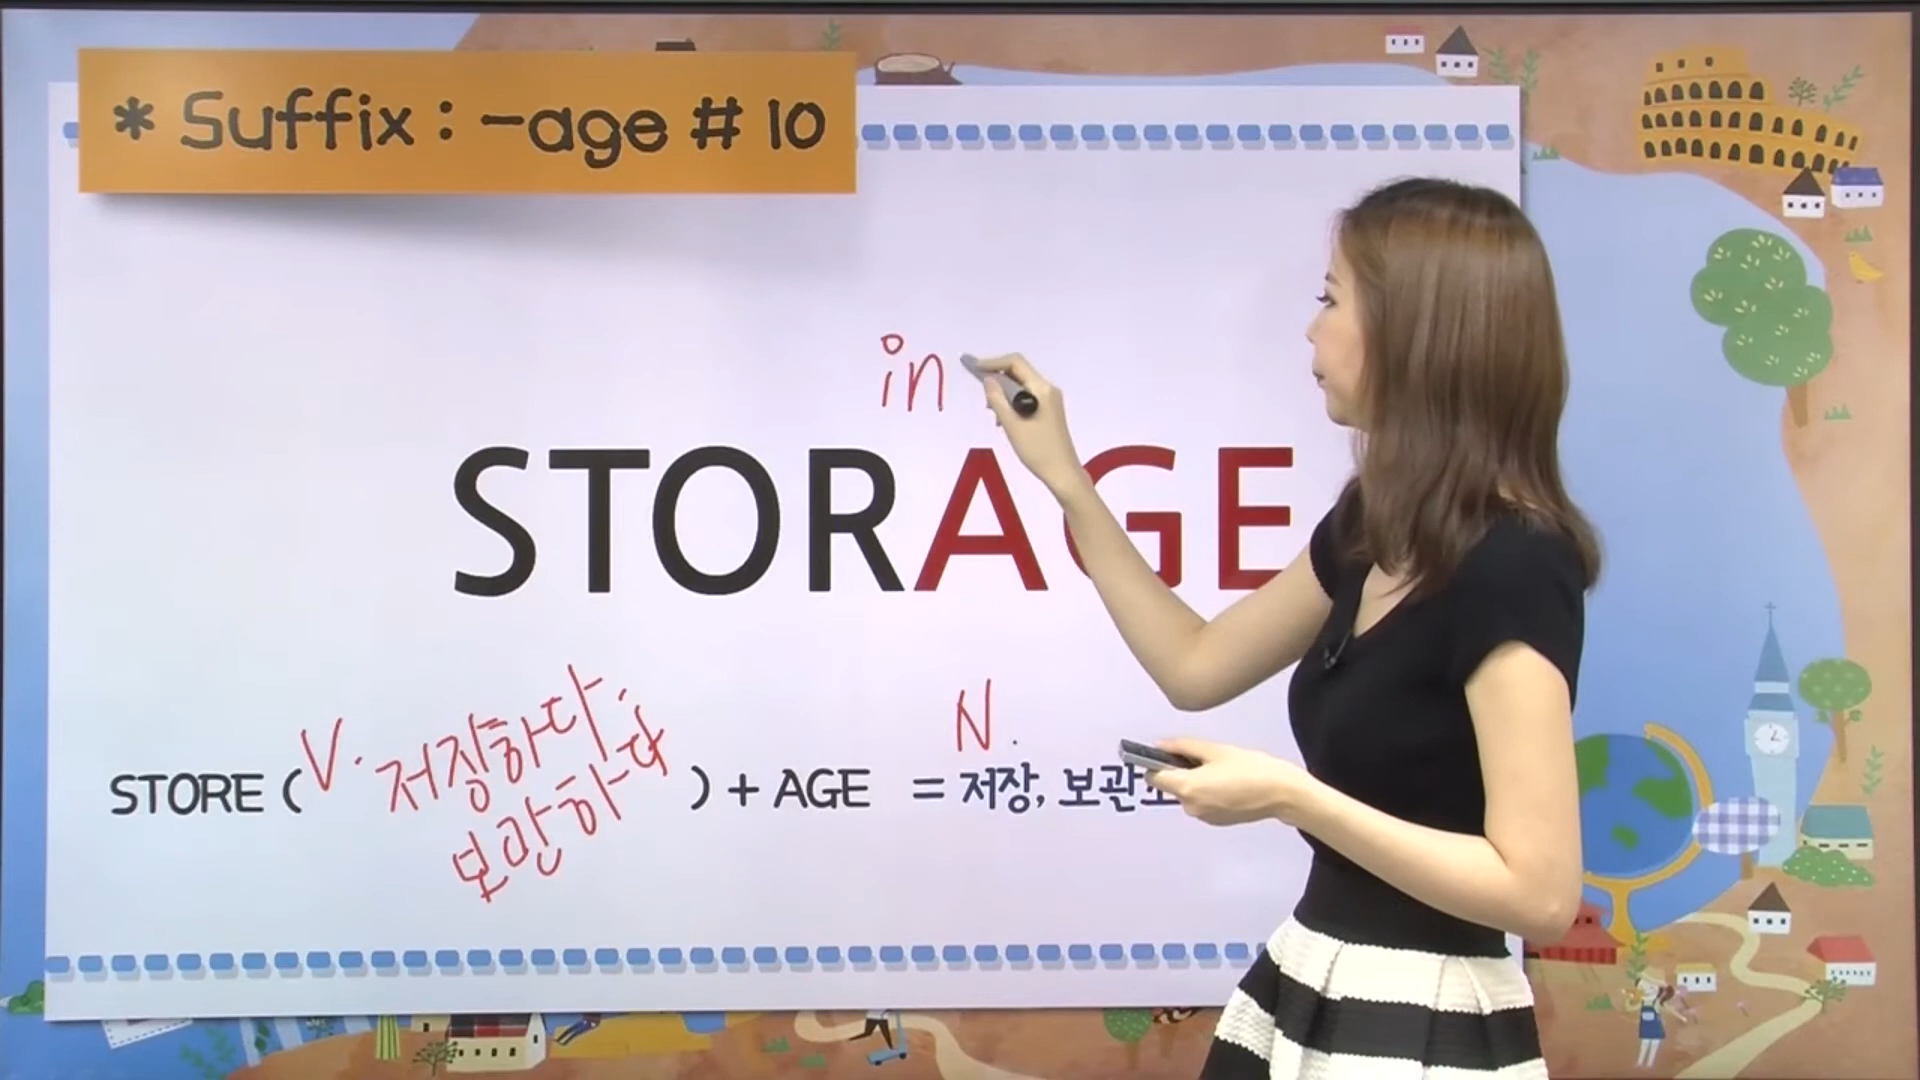 * Suffix : -age # 10
in
STORAGE
STORE ( V. 저장하다. 보관하다 ) + AGE = N. 저장, 보관